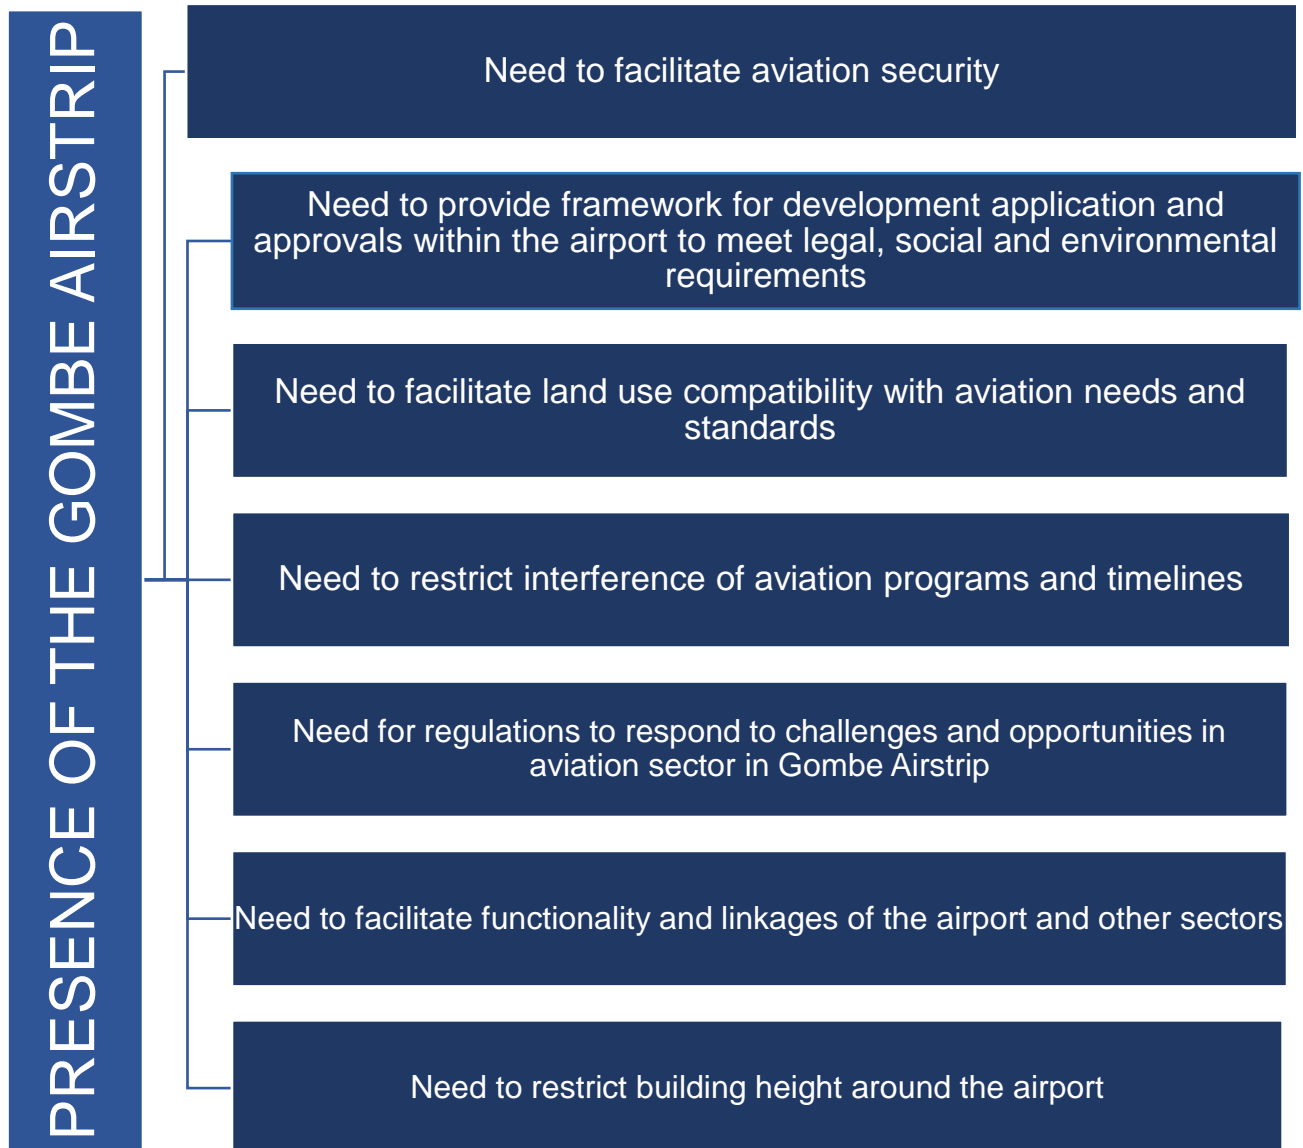 PRESENCE OF THE GOMBE AIRSTRIP
Need to facilitate aviation security
Need to provide framework for development application and
approvals within the airport to meet legal, social and environmental
requirements
Need to facilitate land use compatibility with aviation needs and
standards
Need to restrict interference of aviation programs and timelines
Need for regulations to respond to challenges and opportunities in
aviation sector in Gombe Airstrip
Need to facilitate functionality and linkages of the airport and other sectors
Need to restrict building height around the airport